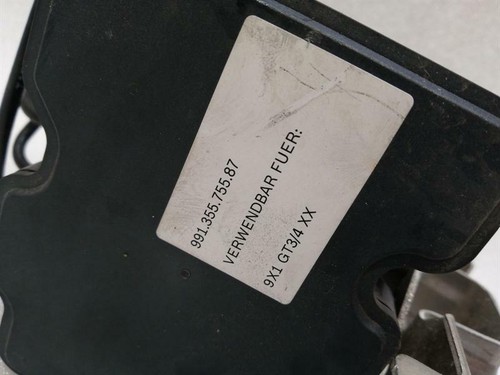 991.355.755.87
VERWENDBAR FUER:
9X1 GT3/4 XX